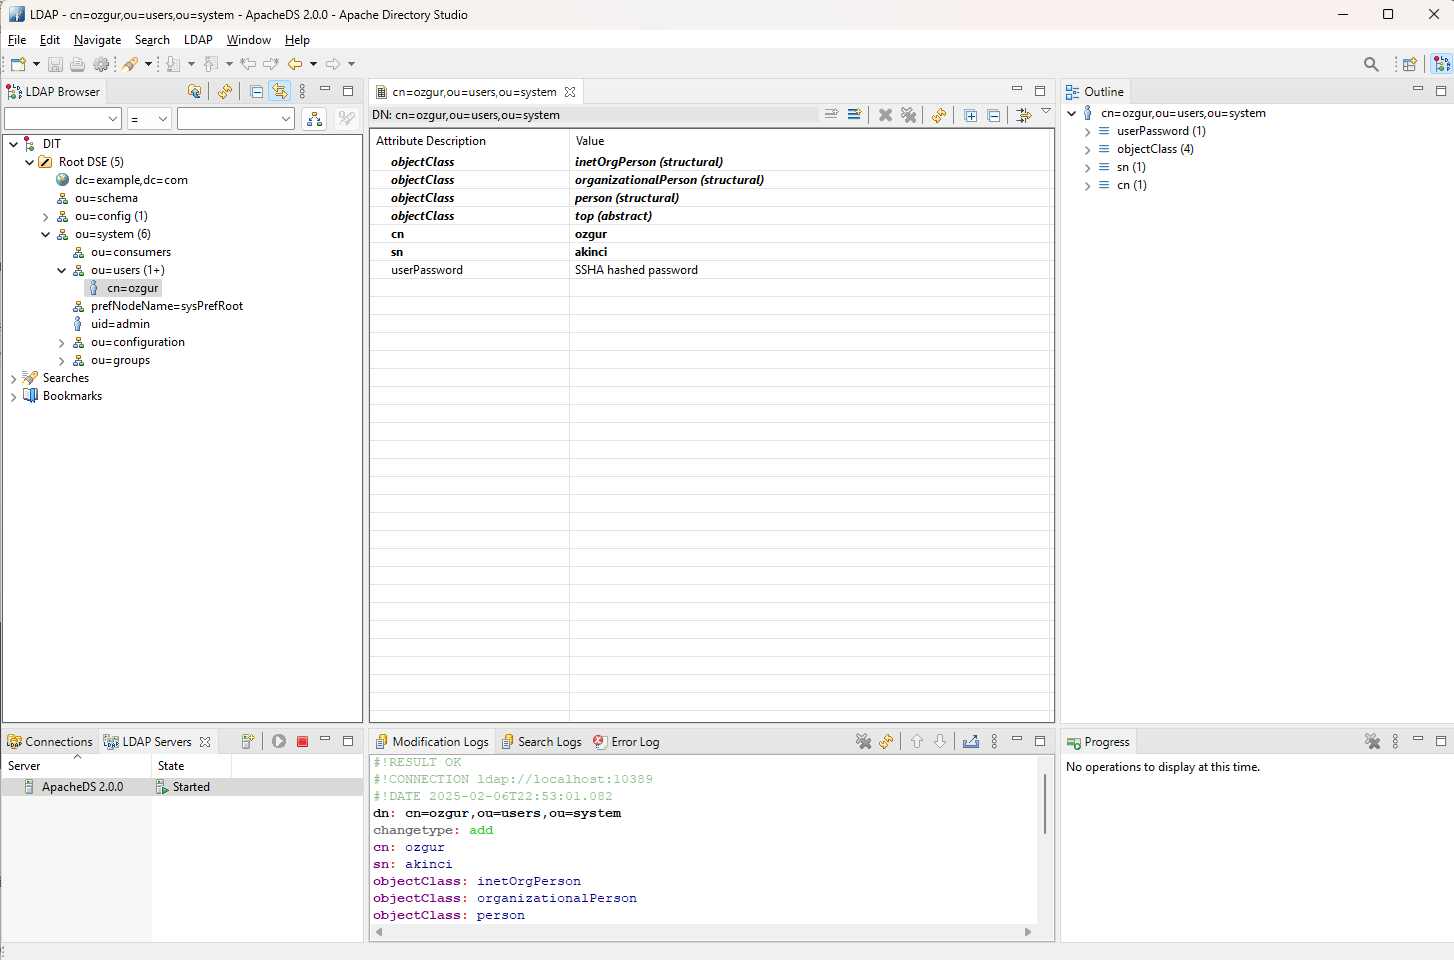 LDAP - cn=ozgur,ou=users,ou=system - ApacheDS 2.0.0 - Apache Directory Studio
File Edit Navigate Search LDAP Window Help
LDAP Browser
=
DIT
Root DSE (5)
dc=example,dc=com
ou=schema
ou=config (1)
ou=system (6)
ou=consumers
ou=users (1+)
cn=ozgur
prefNodeName=sysPrefRoot
uid=admin
ou=configuration
ou=groups
Searches
Bookmarks
cn=ozgur,ou=users,ou=system
DN: cn=ozgur,ou=users,ou=system
Attribute Description Value
objectClass inetOrgPerson (structural)
objectClass organizationalPerson (structural)
objectClass person (structural)
objectClass top (abstract)
cn ozgur
sn akinci
userPassword SSHA hashed password
Outline
cn=ozgur,ou=users,ou=system
userPassword (1)
objectClass (4)
sn (1)
cn (1)
Connections LDAP Servers
Server State
ApacheDS 2.0.0 Started
Modification Logs Search Logs Error Log
#!RESULT OK
#!CONNECTION ldap://localhost:10389
#!DATE 2025-02-06T22:53:01.082
dn: cn=ozgur,ou=users,ou=system
changetype: add
cn: ozgur
sn: akinci
objectClass: inetOrgPerson
objectClass: organizationalPerson
objectClass: person
Progress
No operations to display at this time.